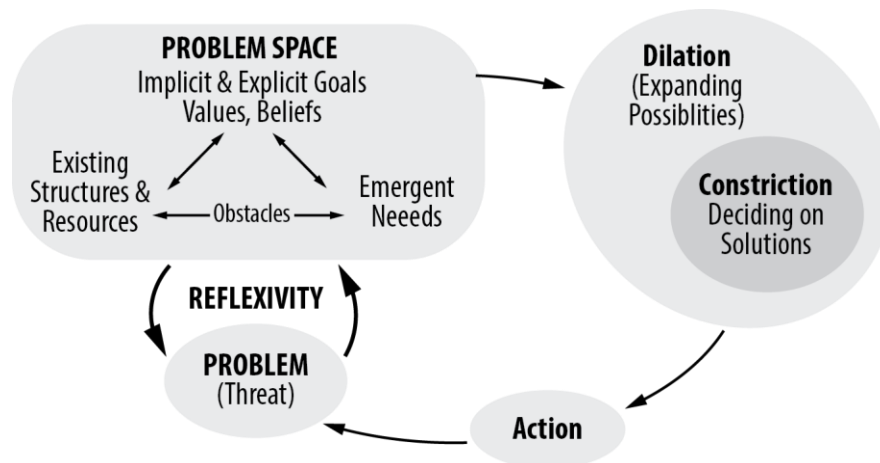 PROBLEM SPACE
Implicit & Explicit Goals
Values, Beliefs
Existing
Structures &
Resources
Obstacles
Emergent
Neeeds
Dilation
(Expanding
Possiblities)
Constriction
Deciding on
Solutions
REFLEXIVITY
PROBLEM
(Threat)
Action